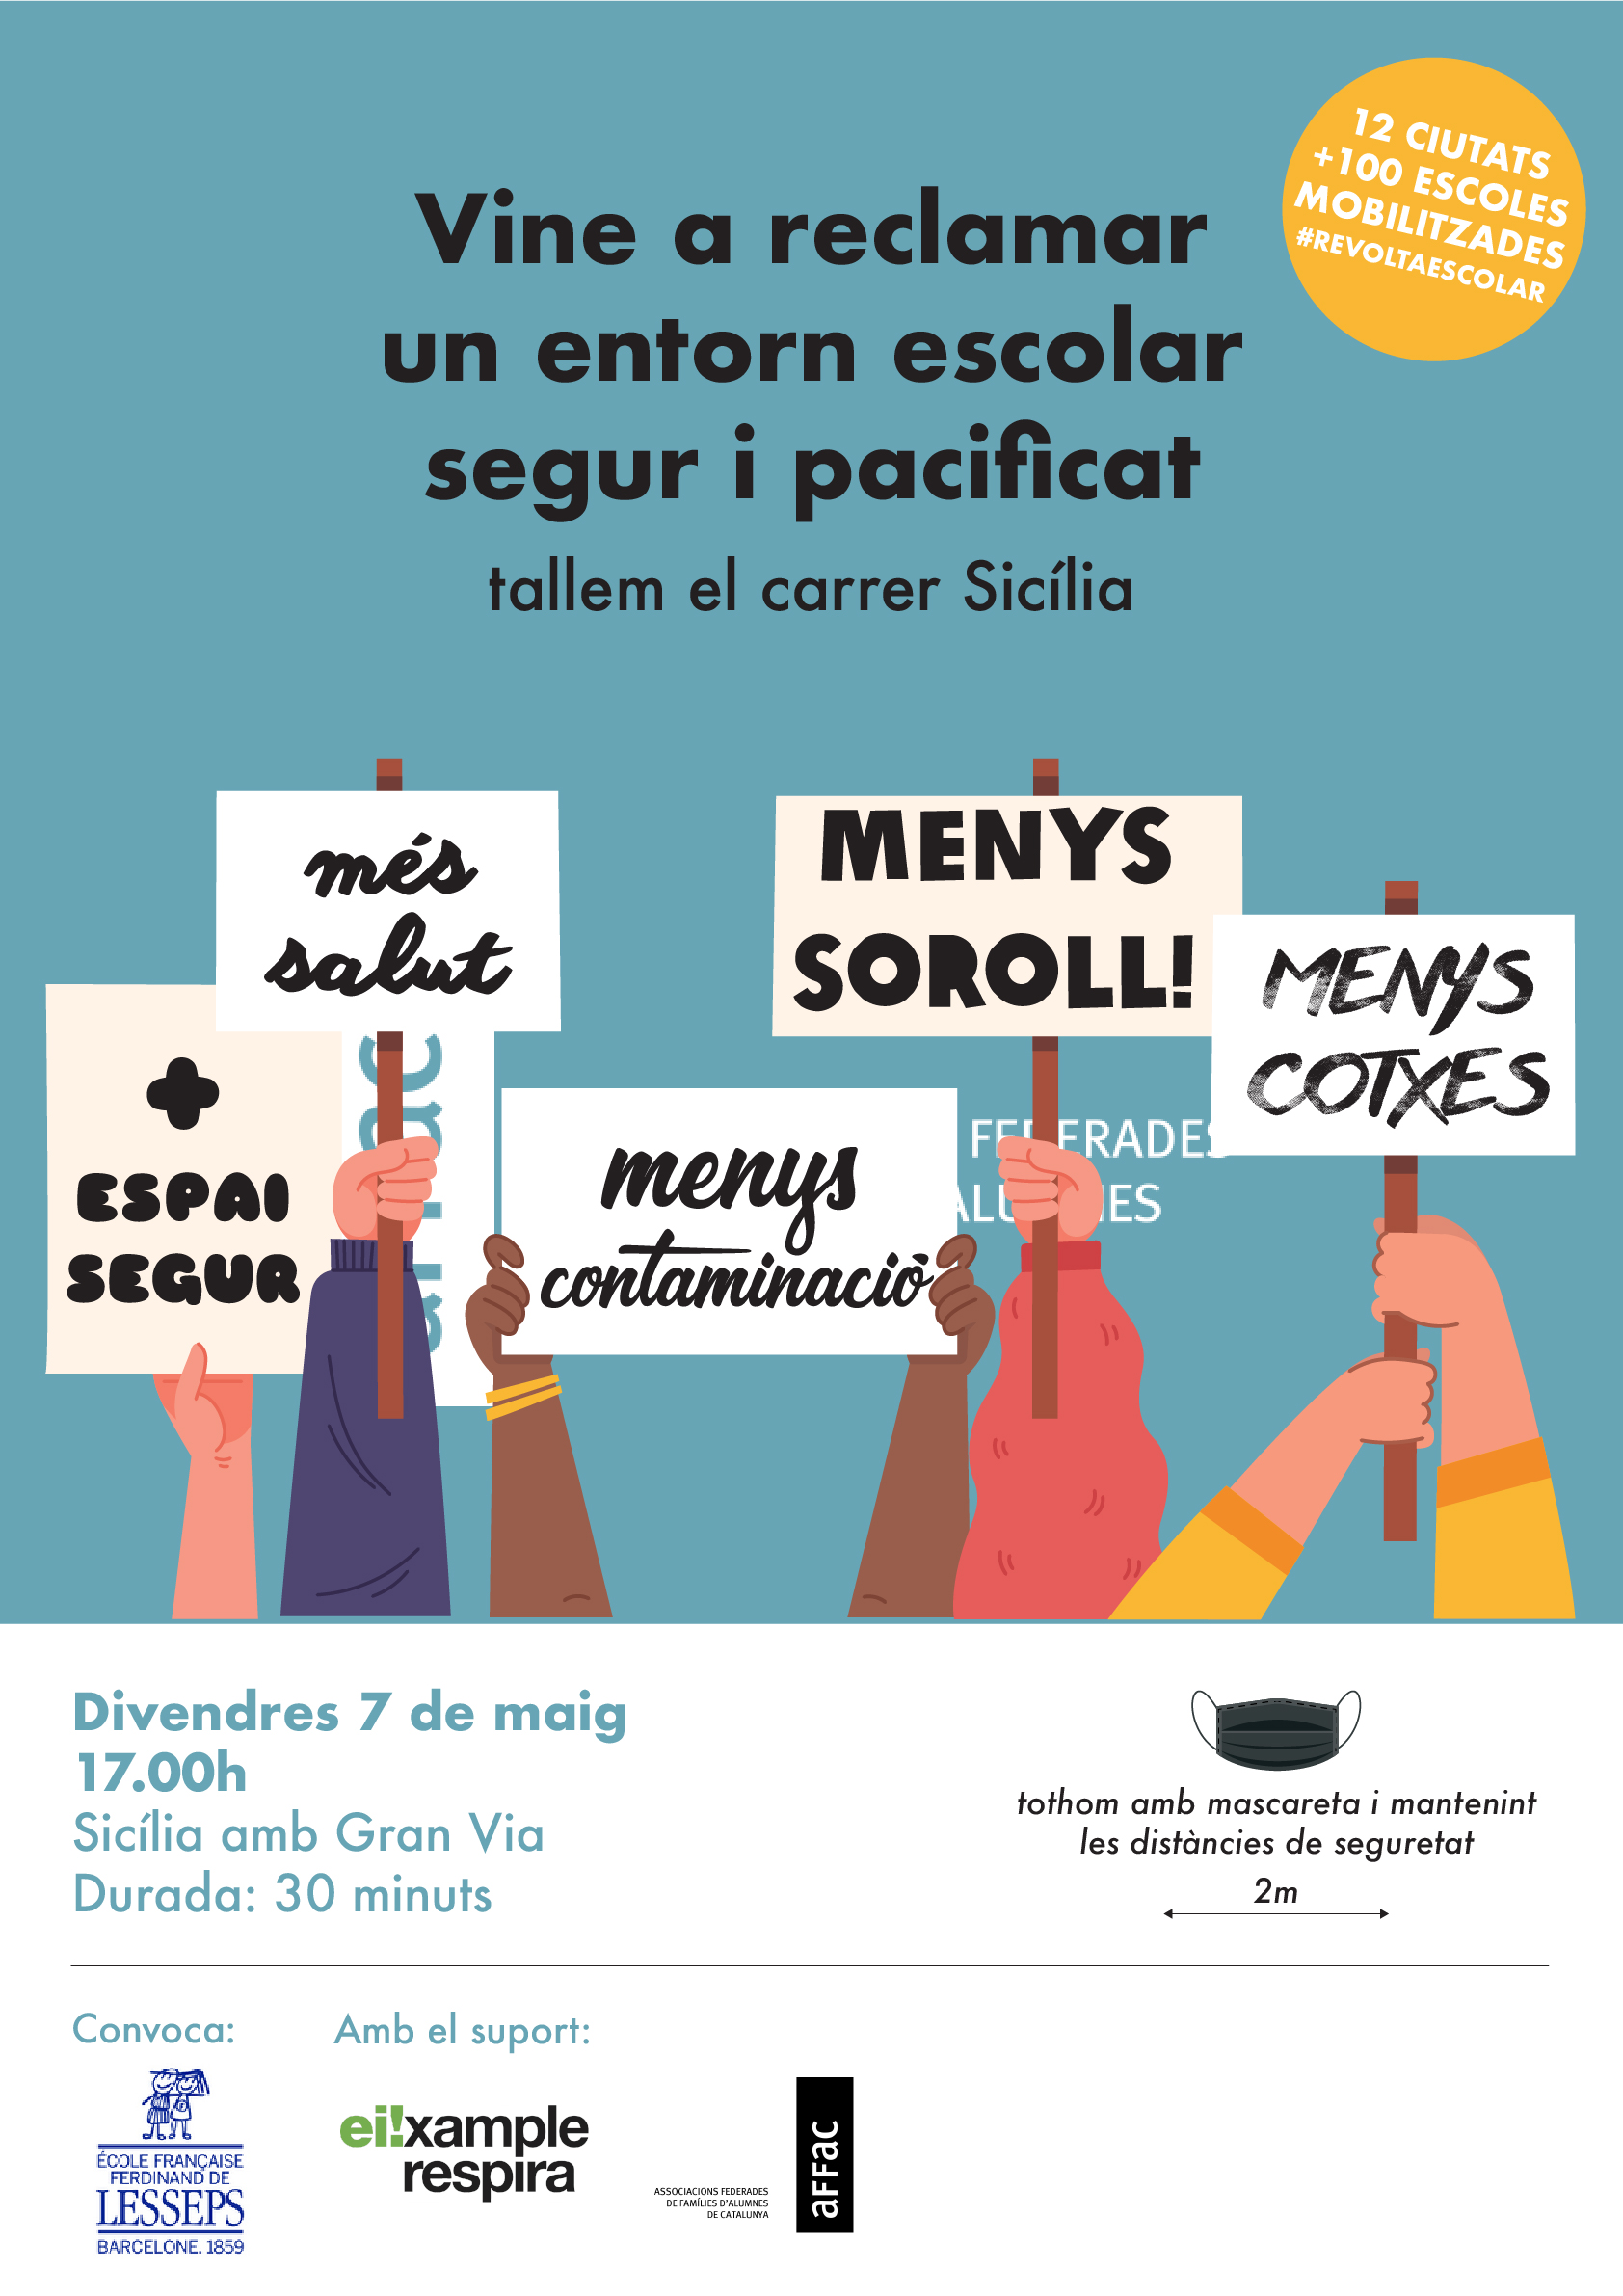 12 CIUTATS
+100 ESCOLES
MOBILITZADES
#REVOLTAESCOLAR
Vine a reclamar
un entorn escolar
segur i pacificat
tallem el carrer Sicília
més
salut
MENYS
SOROLL!
MENYS
COTXES
+
ESPAI
SEGUR
menys
contaminació
FEDERADES
Divendres 7 de maig
17.00h
Sicília amb Gran Via
Durada: 30 minuts
tothom amb mascareta i mantenint
les distàncies de seguretat
2m
Convoca:
Amb el suport:
ÉCOLE FRANÇAISE
FERDINAND DE
LESSEPS
BARCELONE. 1859
ei!xample
respira
ASSOCIACIONS FEDERADES
DE FAMÍLIES D'ALUMNES
DE CATALUNYA
aFFac